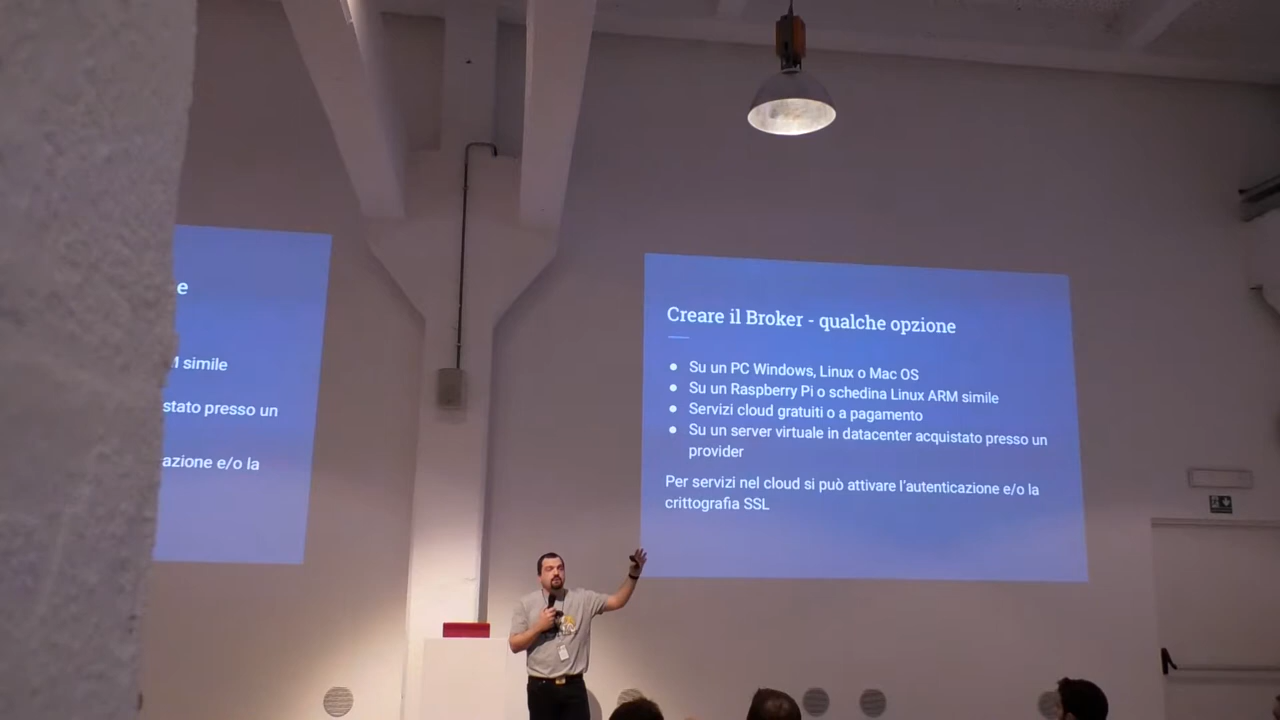 e
simile
stato presso un
azione e/o la
Creare il Broker - qualche opzione
Su un PC Windows, Linux o Mac OS
Su un Raspberry Pi o schedina Linux ARM simile
Servizi cloud gratuiti o a pagamento
Su un server virtuale in datacenter acquistato presso un
provider
Per servizi nel cloud si può attivare l'autenticazione e/o la
crittografia SSL